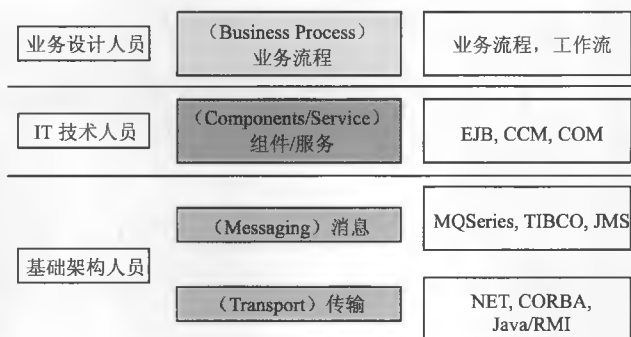 业务设计人员
（Business Process）
业务流程
业务流程，工作流
IT 技术人员
（Components/Service）
组件/服务
EJB, CCM, COM
基础架构人员
（Messaging）消息
MQSeries, TIBCO, JMS
（Transport）传输
NET, CORBA,
Java/RMI